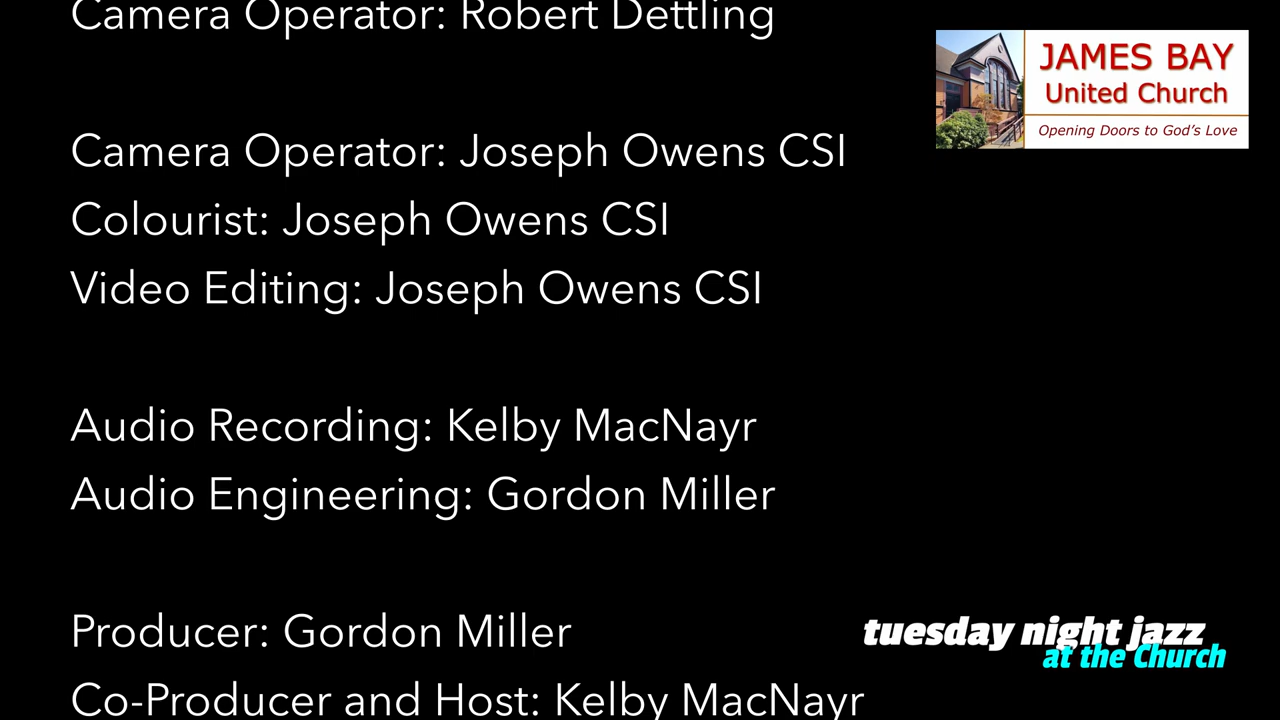 Camera Operator: Robert Dettling
JAMES BAY
United Church
Opening Doors to God's Love
Camera Operator: Joseph Owens CSI
Colourist: Joseph Owens CSI
Video Editing: Joseph Owens CSI
Audio Recording: Kelby MacNayr
Audio Engineering: Gordon Miller
Producer: Gordon Miller
tuesday night jazz
at the Church
Co-Producer and Host: Kelby MacNayr